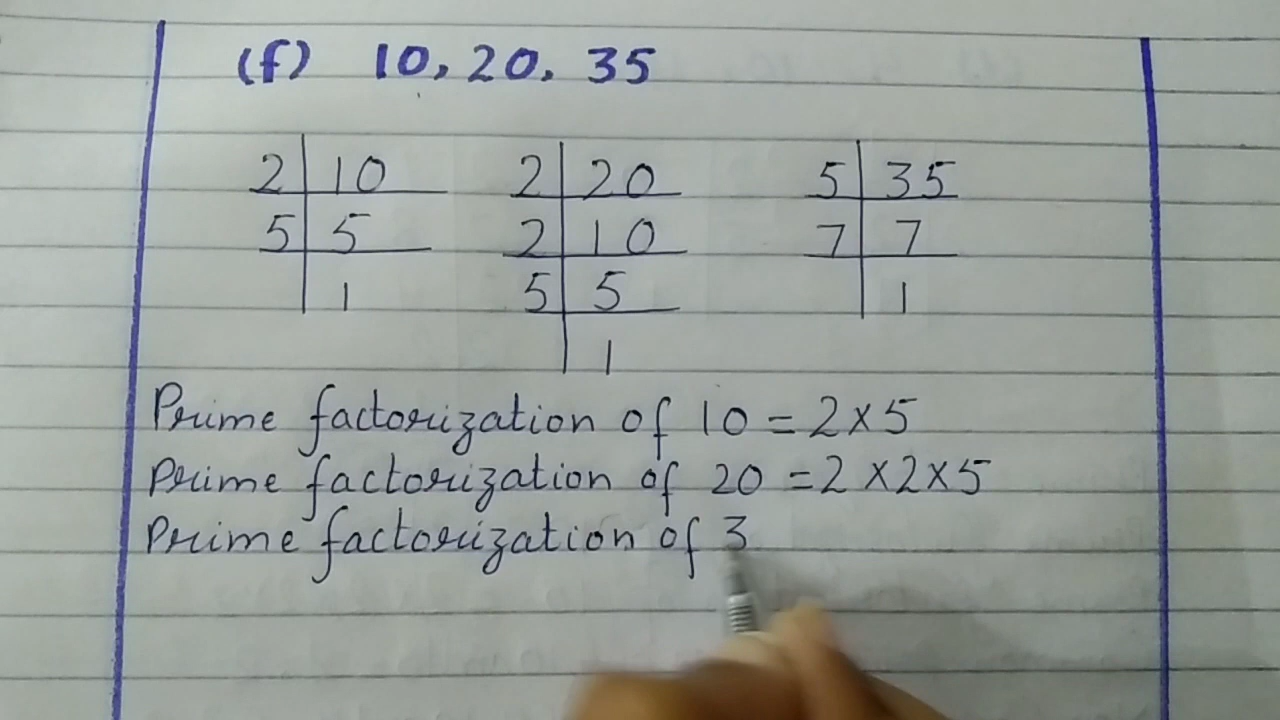 (f) 10, 20, 35
2 10 2 20 5 35
5 5 2 10 7 7
1 5 5 1
1
Prime factorization of 10 = 2 × 5
Prime factorization of 20 = 2 × 2 × 5
Prime factorization of 3